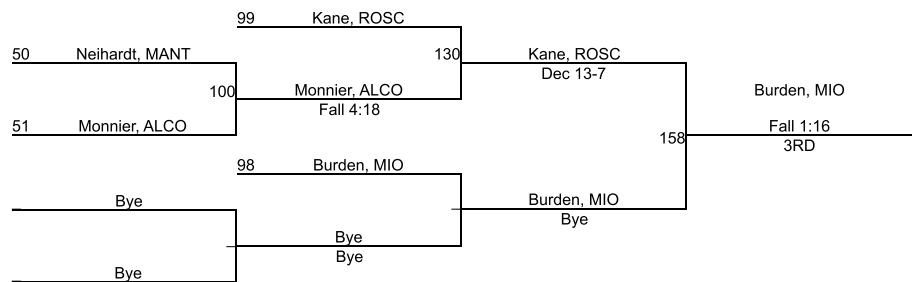 99 Kane, ROSC
50 Neihardt, MANT
130 Kane, ROSC
Dec 13-7
100 Monnier, ALCO
Fall 4:18
Burden, MIO
51 Monnier, ALCO
158 Fall 1:16
3RD
98 Burden, MIO
Bye
Burden, MIO
Bye
Bye
Bye
Bye